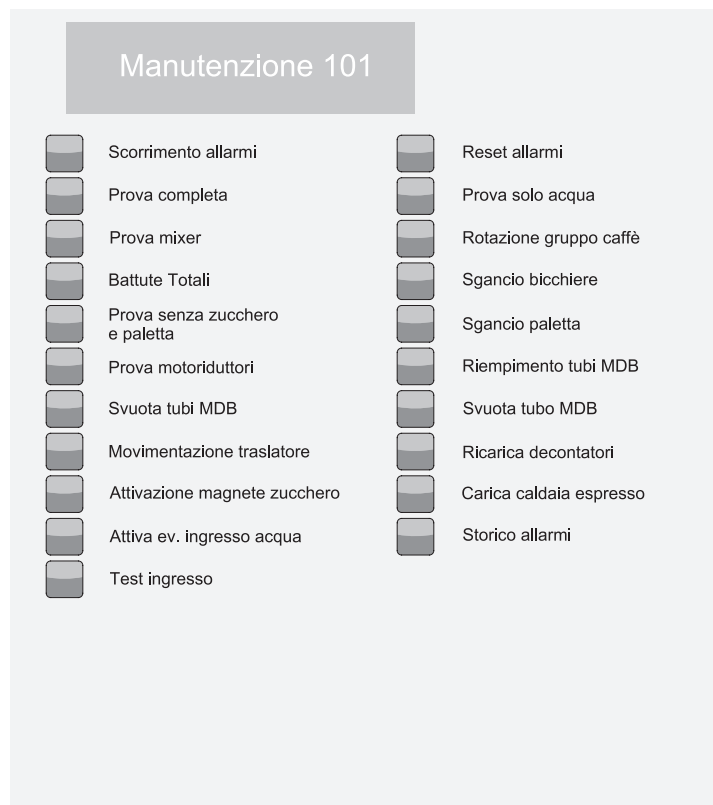 Manutenzione 101
Scorrimento allarmi
Reset allarmi
Prova completa
Prova solo acqua
Prova mixer
Rotazione gruppo caffè
Battute Totali
Sgancio bicchiere
Prova senza zucchero
e paletta
Sgancio paletta
Prova motoriduttori
Riempimento tubi MDB
Svuota tubi MDB
Svuota tubo MDB
Movimentazione traslatore
Ricarica decontatori
Attivazione magnete zucchero
Carica caldaia espresso
Attiva ev. ingresso acqua
Storico allarmi
Test ingresso